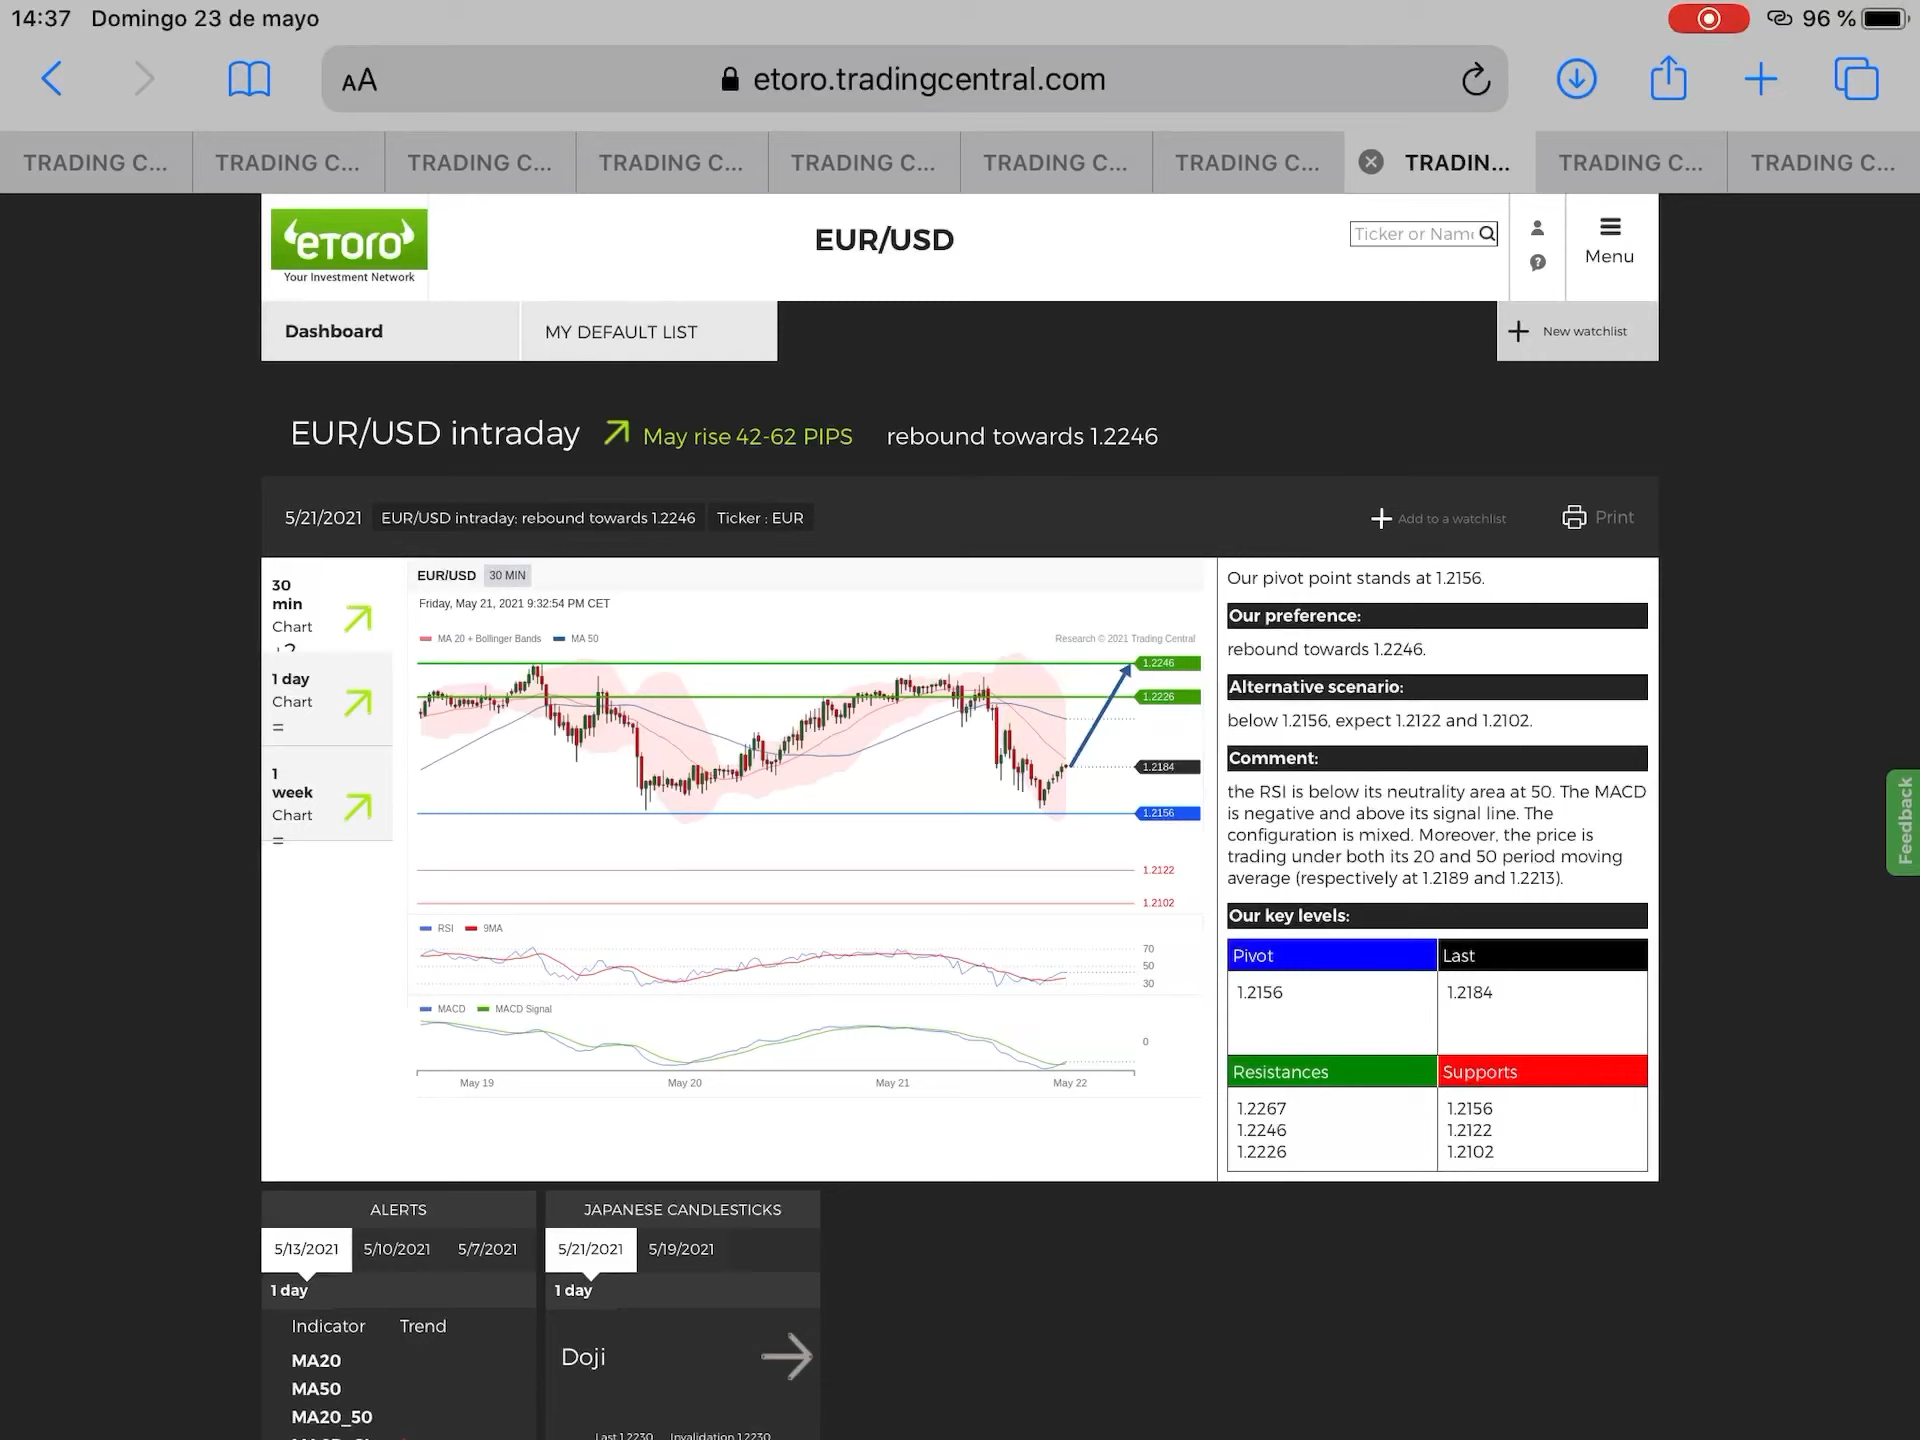 14:37 Domingo 23 de mayo
96 %
AA
etoro.tradingcentral.com
TRADING C...
TRADING C...
TRADING C...
TRADING C...
TRADING C...
TRADING C...
TRADING C...
TRADIN...
TRADING C...
TRADING C...
etoro
Your Investment Network
EUR/USD
Ticker or Name
Menu
Dashboard
MY DEFAULT LIST
New watchlist
EUR/USD intraday May rise 42-62 PIPS rebound towards 1.2246
5/21/2021 EUR/USD intraday: rebound towards 1.2246 Ticker : EUR
Add to a watchlist
Print
30
min
Chart
1 day
Chart
=
1
week
Chart
=
EUR/USD 30 MIN
Friday, May 21, 2021 9:32:54 PM CET
MA 20 + Bollinger Bands MA 50
Research © 2021 Trading Central
1.2246
1.2226
1.2184
1.2156
1.2122
1.2102
RSI 9MA
70
50
30
MACD MACD Signal
0
May 19 May 20 May 21 May 22
Our pivot point stands at 1.2156.
Our preference:
rebound towards 1.2246.
Alternative scenario:
below 1.2156, expect 1.2122 and 1.2102.
Comment:
the RSI is below its neutrality area at 50. The MACD
is negative and above its signal line. The
configuration is mixed. Moreover, the price is
trading under both its 20 and 50 period moving
average (respectively at 1.2189 and 1.2213).
Our key levels:
Pivot Last
1.2156 1.2184
Resistances Supports
1.2267 1.2156
1.2246 1.2122
1.2226 1.2102
Feedback
ALERTS
5/13/2021 5/10/2021 5/7/2021
1 day
Indicator Trend
MA20
MA50
MA20_50
JAPANESE CANDLESTICKS
5/21/2021 5/19/2021
1 day
Doji
Last 1.2230 Invalidation 1.2230